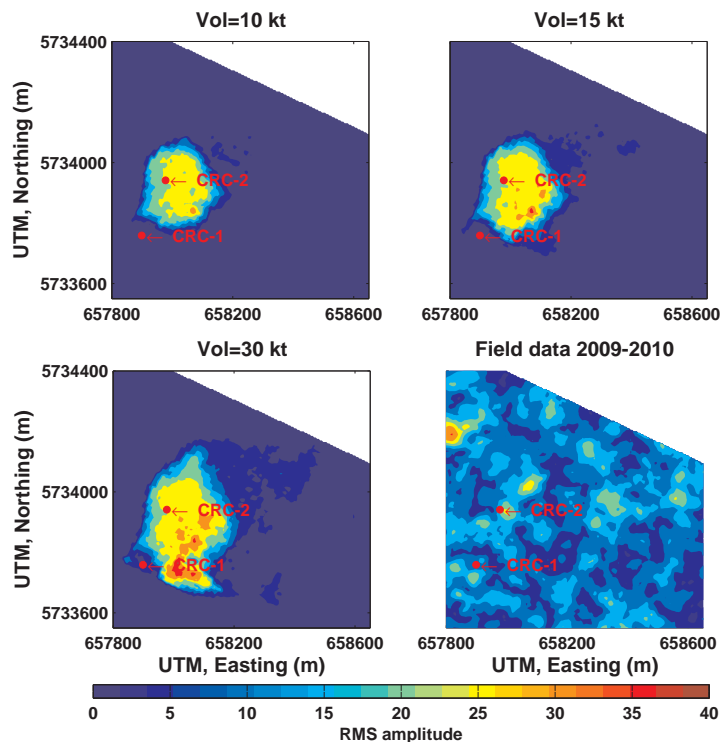 Vol=10 kt
Vol=15 kt
UTM, Northing (m)
5734400
5734000
5733600
CRC-2
CRC-1
CRC-2
CRC-1
657800
658200
658600
657800
658200
658600
Vol=30 kt
Field data 2009-2010
UTM, Northing (m)
5734400
5734000
5733600
CRC-2
CRC-1
CRC-2
CRC-1
657800
658200
658600
657800
658200
658600
UTM, Easting (m)
UTM, Easting (m)
0 5 10 15 20 25 30 35 40
RMS amplitude